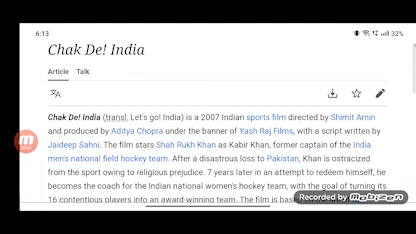 6:13
32%
Chak De! India
Article Talk
Chak De! India (transl. Let's go! India) is a 2007 Indian sports film directed by Shimit Amin
and produced by Aditya Chopra under the banner of Yash Raj Films, with a script written by
Jaideep Sahni. The film stars Shah Rukh Khan as Kabir Khan, former captain of the India
men's national field hockey team. After a disastrous loss to Pakistan, Khan is ostracized
from the sport owing to religious prejudice. 7 years later in an attempt to redeem himself, he
becomes the coach for the Indian national women's hockey team, with the goal of turning its
16 contentious players into an award-winning team. The film is
Recorded by Mobizen